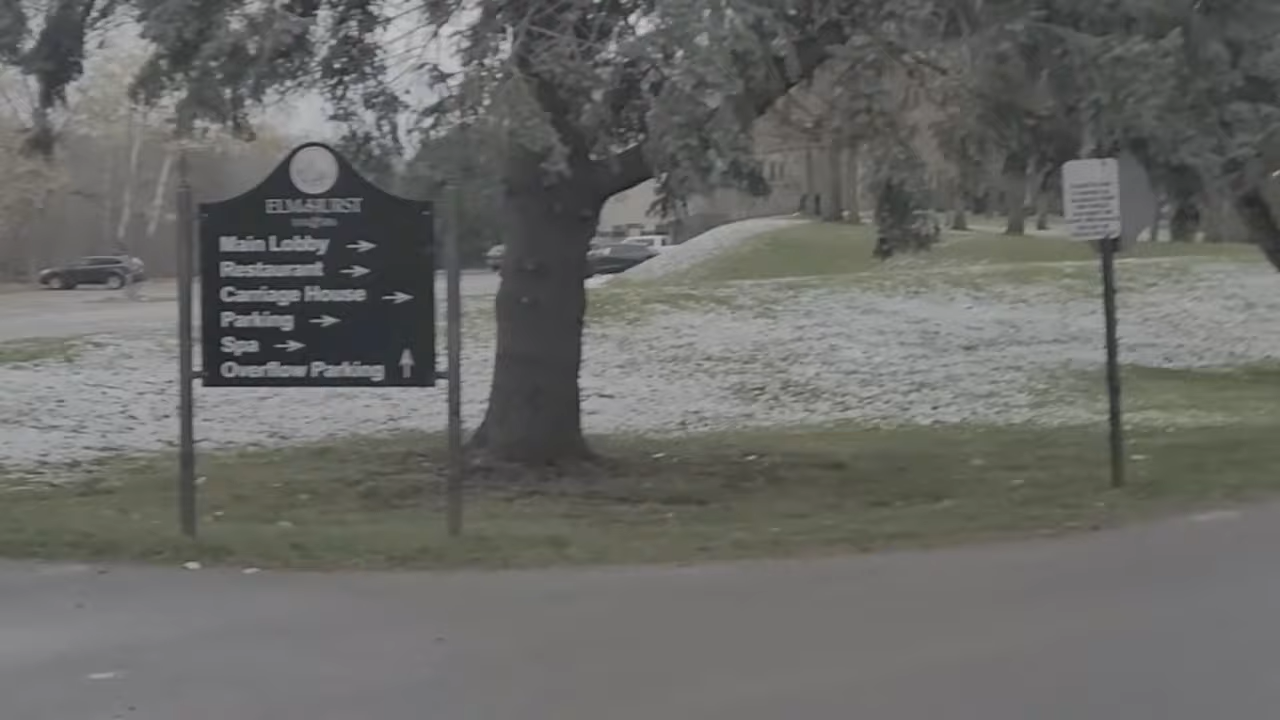 ELMHURST
Main Lobby →
Restaurant →
Carriage House →
Parking →
Spa →
Overflow Parking ↑